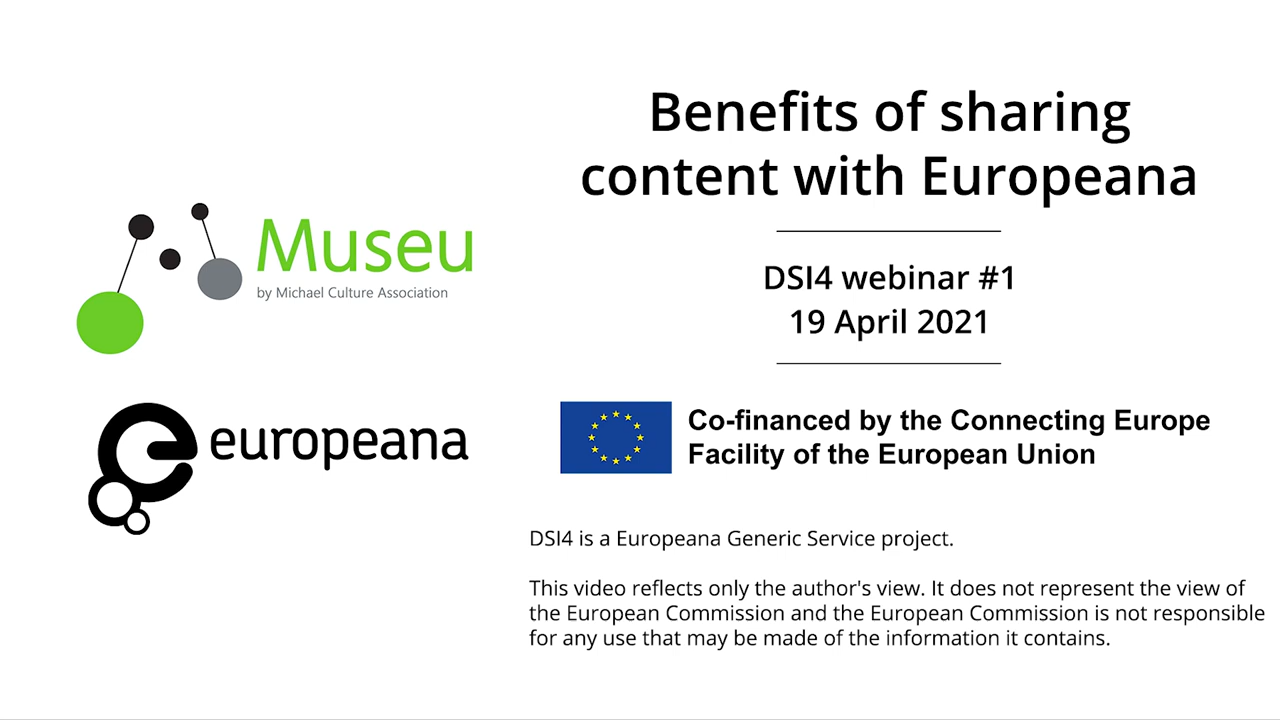 Museu
by Michael Culture Association
europeana
Benefits of sharing
content with Europeana
DSI4 webinar #1
19 April 2021
Co-financed by the Connecting Europe
Facility of the European Union
DSI4 is a Europeana Generic Service project.
This video reflects only the author's view. It does not represent the view of
the European Commission and the European Commission is not responsible
for any use that may be made of the information it contains.